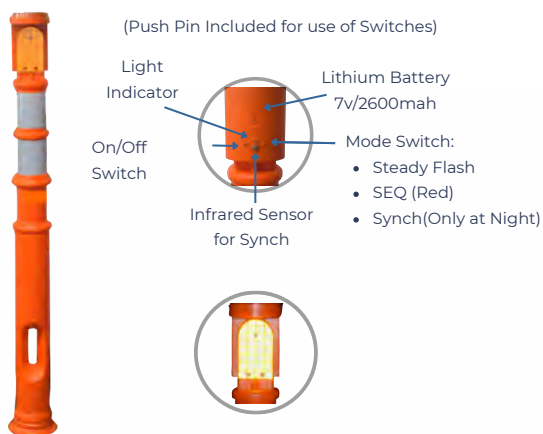 (Push Pin Included for use of Switches)
Light
Indicator
Lithium Battery
7v/2600mah
On/Off
Switch
Mode Switch:
• Steady Flash
• SEQ (Red)
• Synch(Only at Night)
Infrared Sensor
for Synch